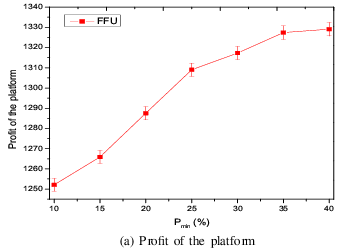 1340
1330
1320
1310
1300
1290
1280
1270
1260
1250
Profit of the platform
FFU
10 15 20 25 30 35 40
P_min (%)
(a) Profit of the platform